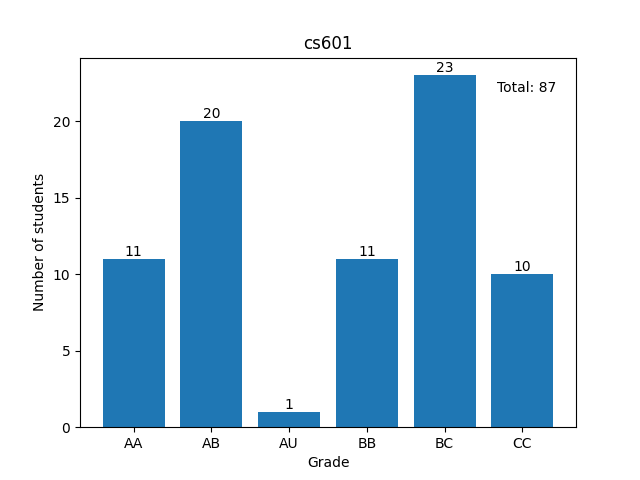 cs601
Total: 87
Number of students
20
15
10
5
0
11
20
1
11
23
10
AA
AB
AU
BB
BC
CC
Grade